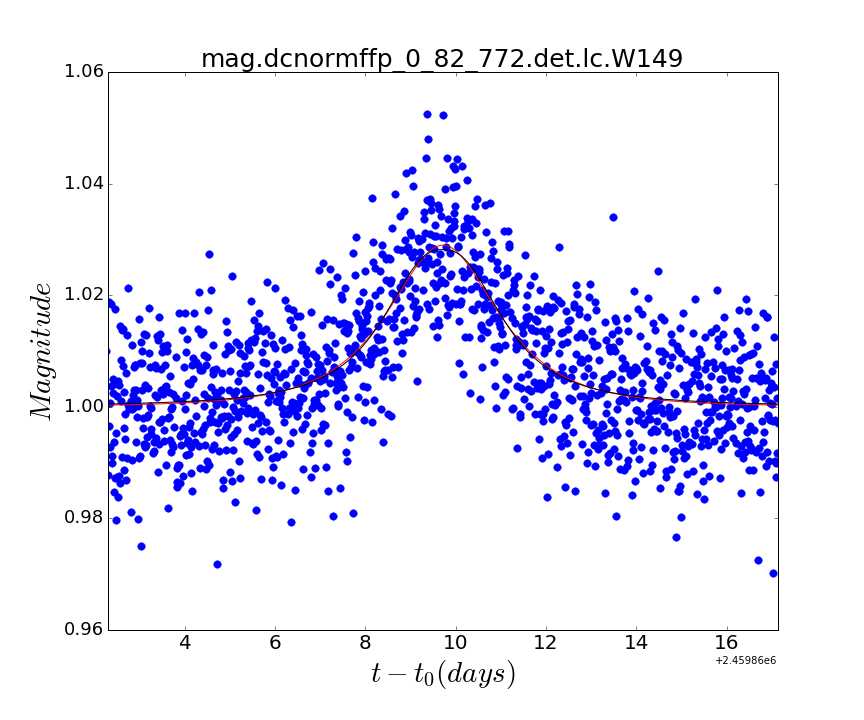 mag.dcnormffp_0_82_772.det.lc.W149
1.06
1.04
1.02
1.00
0.98
0.96
Magnitude
4 6 8 10 12 14 16
+2.45986e6
t − t₀(days)